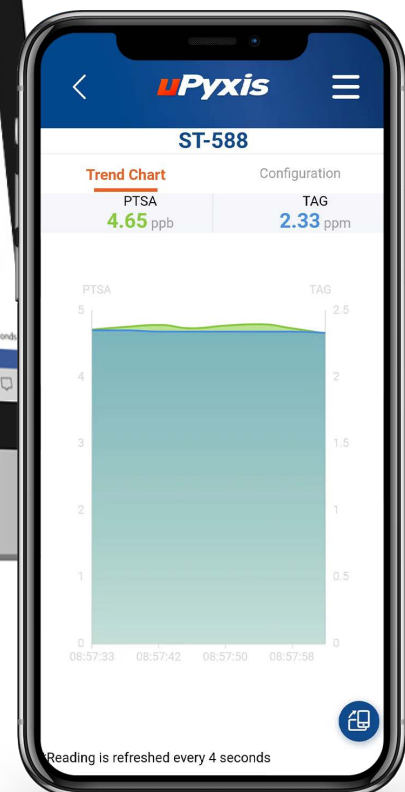 uPyxis
ST-588
Trend Chart Configuration
PTSA TAG
4.65 ppb 2.33 ppm
PTSA TAG
5 2.5
4 2
3 1.5
2 1
1 0.5
0 0
08:57:33 08:57:42 08:57:50 08:57:58
*Reading is refreshed every 4 seconds
onds